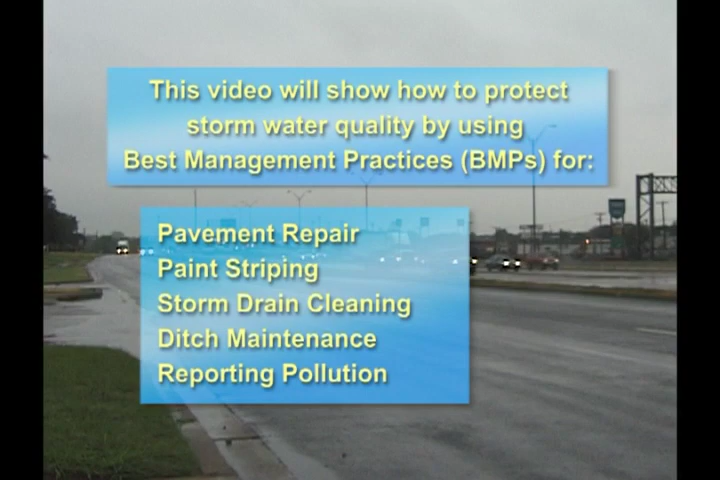 This video will show how to protect
storm water quality by using
Best Management Practices (BMPs) for:
Pavement Repair
Paint Striping
Storm Drain Cleaning
Ditch Maintenance
Reporting Pollution